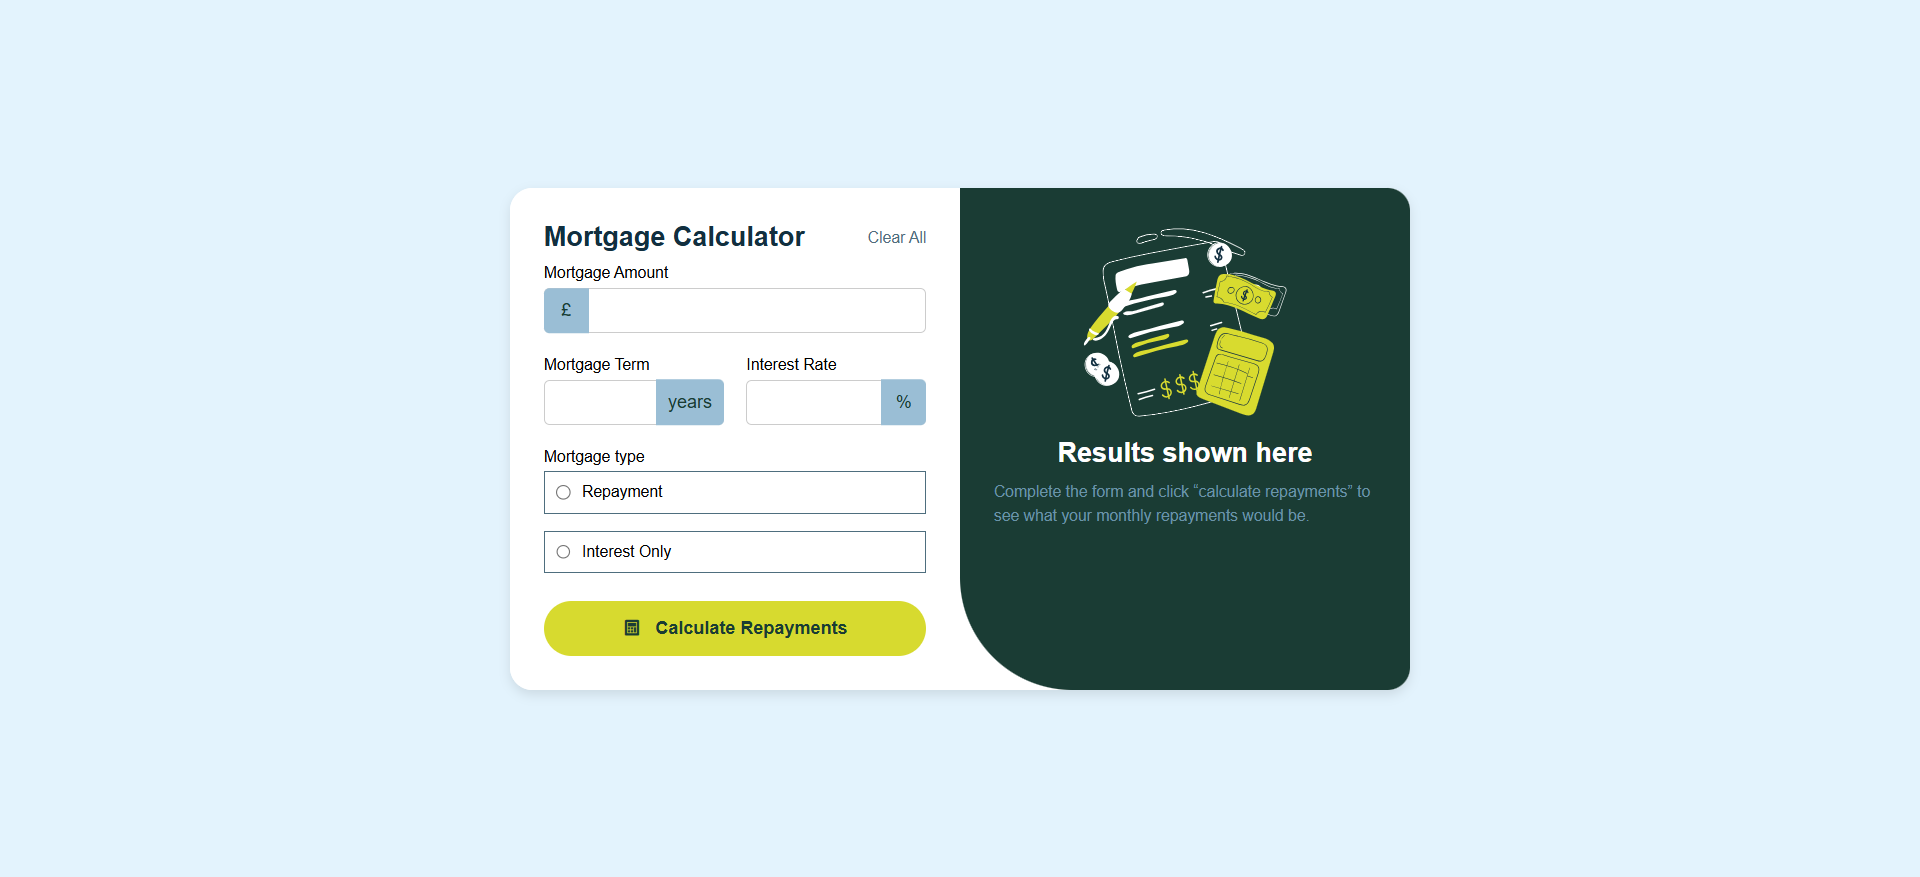 Mortgage Calculator
Clear All
Mortgage Amount
£
Mortgage Term
Interest Rate
years
%
Mortgage type
Repayment
Interest Only
Calculate Repayments
$
$
$
$
$$$
Results shown here
Complete the form and click “calculate repayments” to
see what your monthly repayments would be.